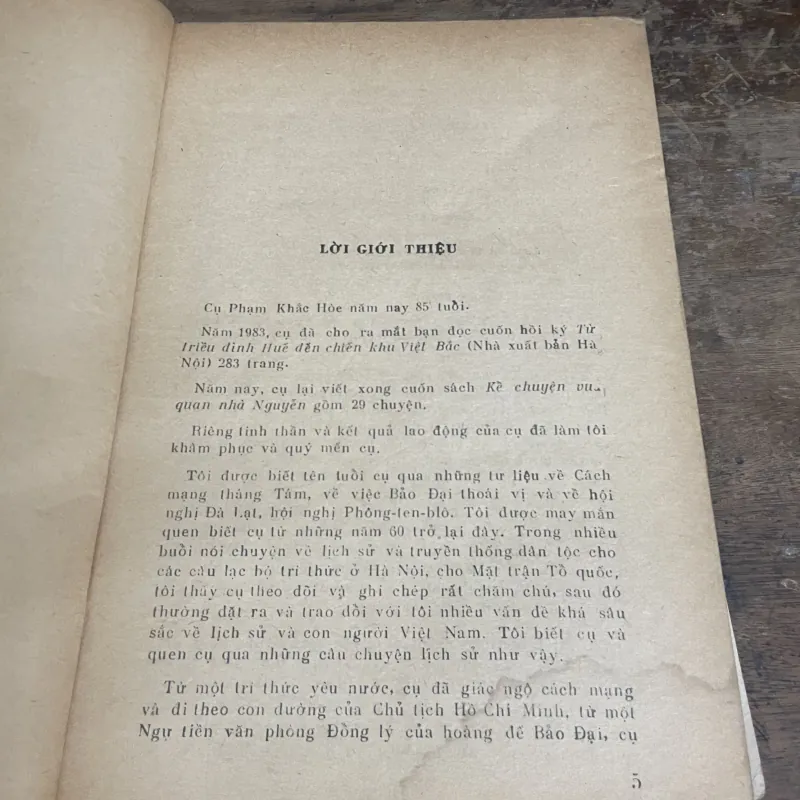 LỜI GIỚI THIỆU
Cụ Phạm Khắc Hòe năm nay 85 tuổi.
Năm 1983, cụ đã cho ra mắt bạn đọc cuốn hồi ký Từ
triều đình Huế đến chiến khu Việt Bắc (Nhà xuất bản Hà
Nội) 283 trang.
Năm nay, cụ lại viết xong cuốn sách Kể chuyện vua
quan nhà Nguyễn gồm 29 chuyện.
Riêng tinh thần và kết quả lao động của cụ đã làm tôi
khâm phục và quý mến cụ.
Tôi được biết tên tuổi cụ qua những tư liệu về Cách
mạng tháng Tám, về việc Bảo Đại thoái vị và về hội
nghị Đà Lạt, hội nghị Phông-ten-blô. Tôi được may mắn
quen biết cụ từ những năm 60 trở lại đây. Trong nhiều
buổi nói chuyện về lịch sử và truyền thống dân tộc cho
các câu lạc bộ trí thức ở Hà Nội, cho Mặt trận Tổ quốc,
tôi thấy cụ theo dõi và ghi chép rất chăm chú, sau đó
thường đặt ra và trao đổi với tôi nhiều vấn đề khá sâu
sắc về lịch sử và con người Việt Nam. Tôi biết cụ và
quen cụ qua những câu chuyện lịch sử như vậy.
Từ một trí thức yêu nước, cụ đã giác ngộ cách mạng
và đi theo con đường của Chủ tịch Hồ Chí Minh, từ một
Ngự tiền văn phòng Đổng lý của hoàng đế Bảo Đại, cụ
5